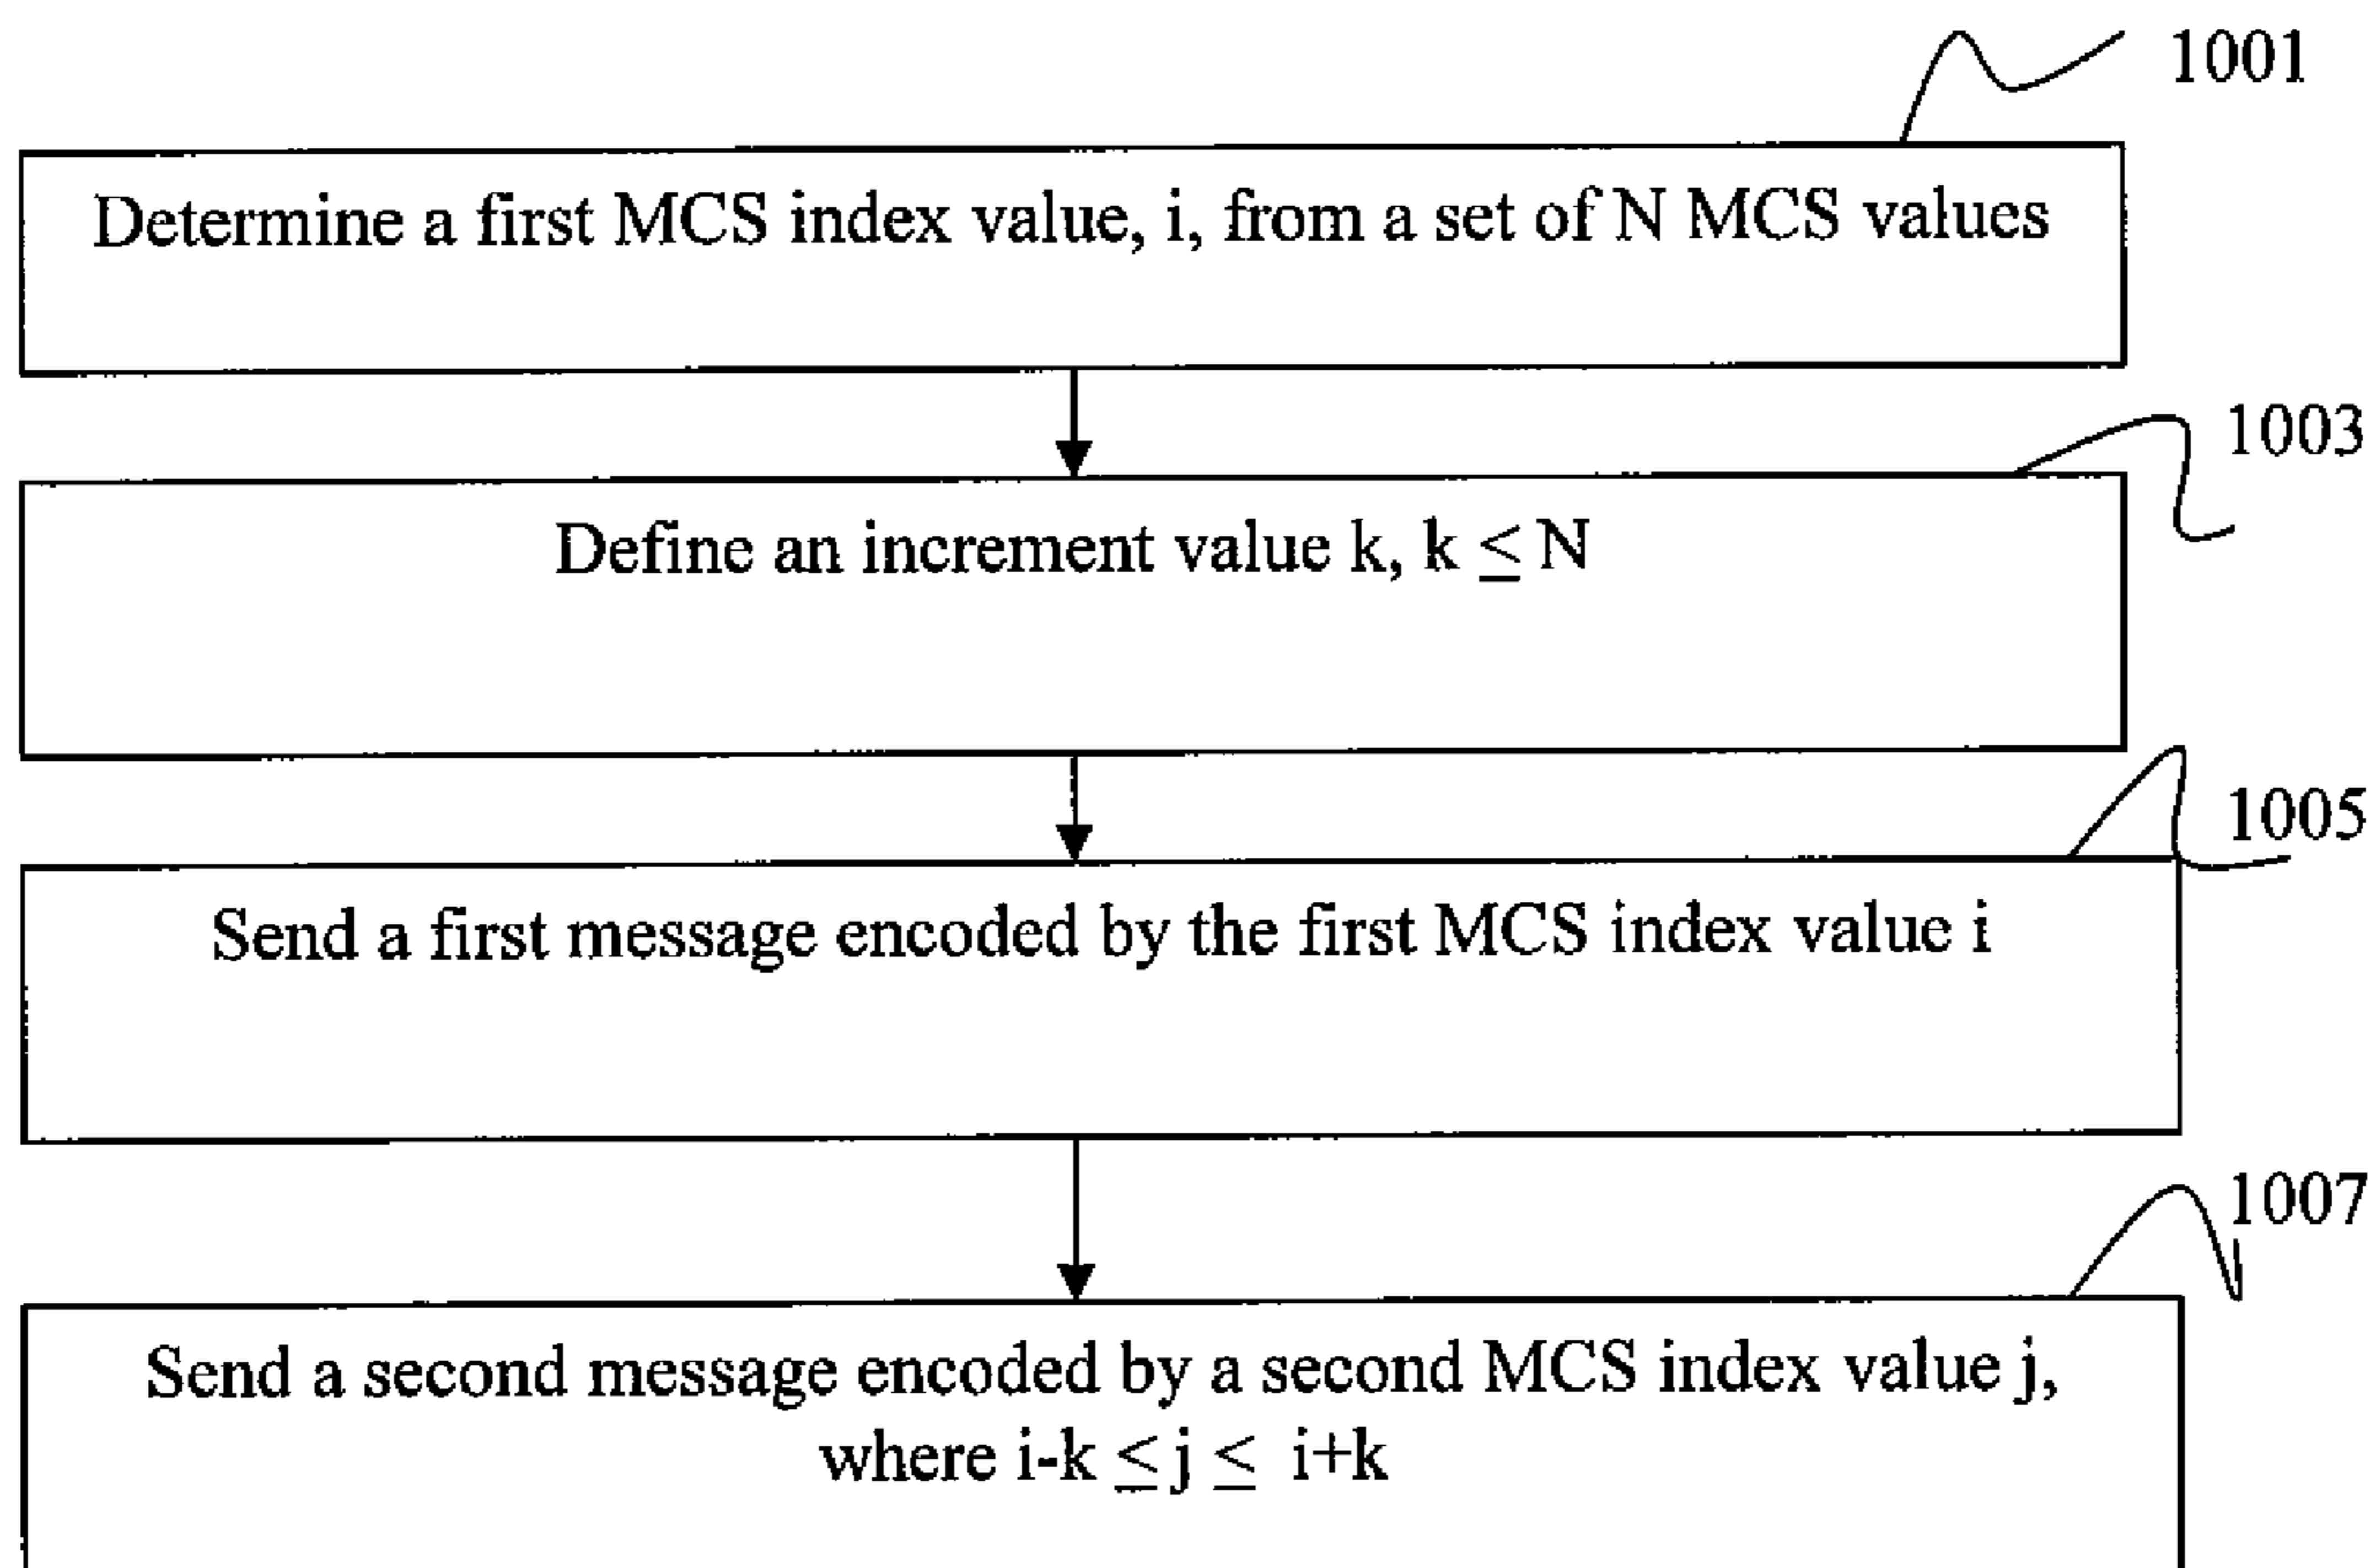 1001
Determine a first MCS index value, i, from a set of N MCS values
1003
Define an increment value k, k ≤ N
1005
Send a first message encoded by the first MCS index value i
1007
Send a second message encoded by a second MCS index value j,
where i-k ≤ j ≤ i+k